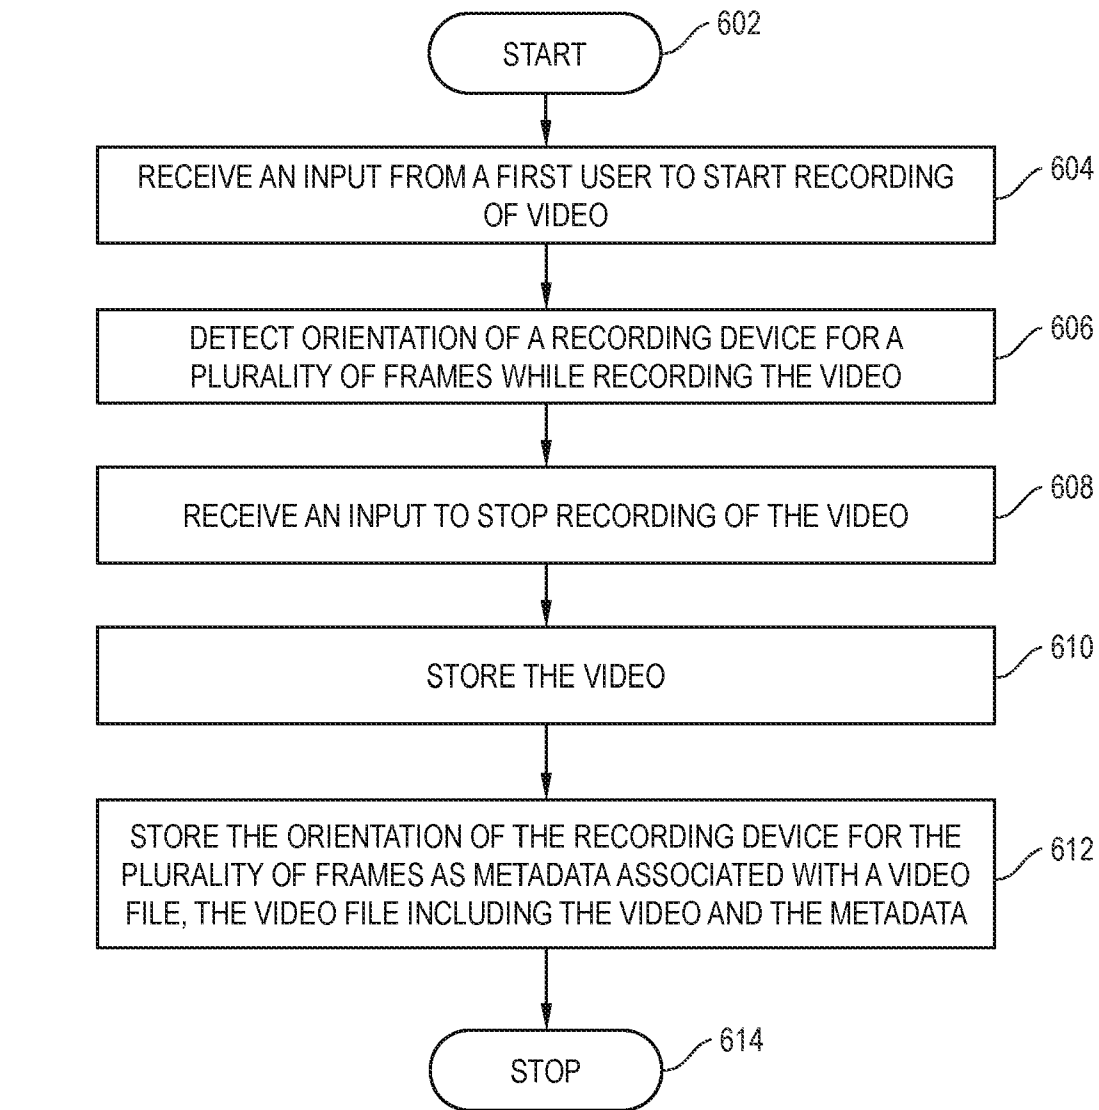 START
602
RECEIVE AN INPUT FROM A FIRST USER TO START RECORDING
OF VIDEO
604
DETECT ORIENTATION OF A RECORDING DEVICE FOR A
PLURALITY OF FRAMES WHILE RECORDING THE VIDEO
606
RECEIVE AN INPUT TO STOP RECORDING OF THE VIDEO
608
STORE THE VIDEO
610
STORE THE ORIENTATION OF THE RECORDING DEVICE FOR THE
PLURALITY OF FRAMES AS METADATA ASSOCIATED WITH A VIDEO
FILE, THE VIDEO FILE INCLUDING THE VIDEO AND THE METADATA
612
STOP
614